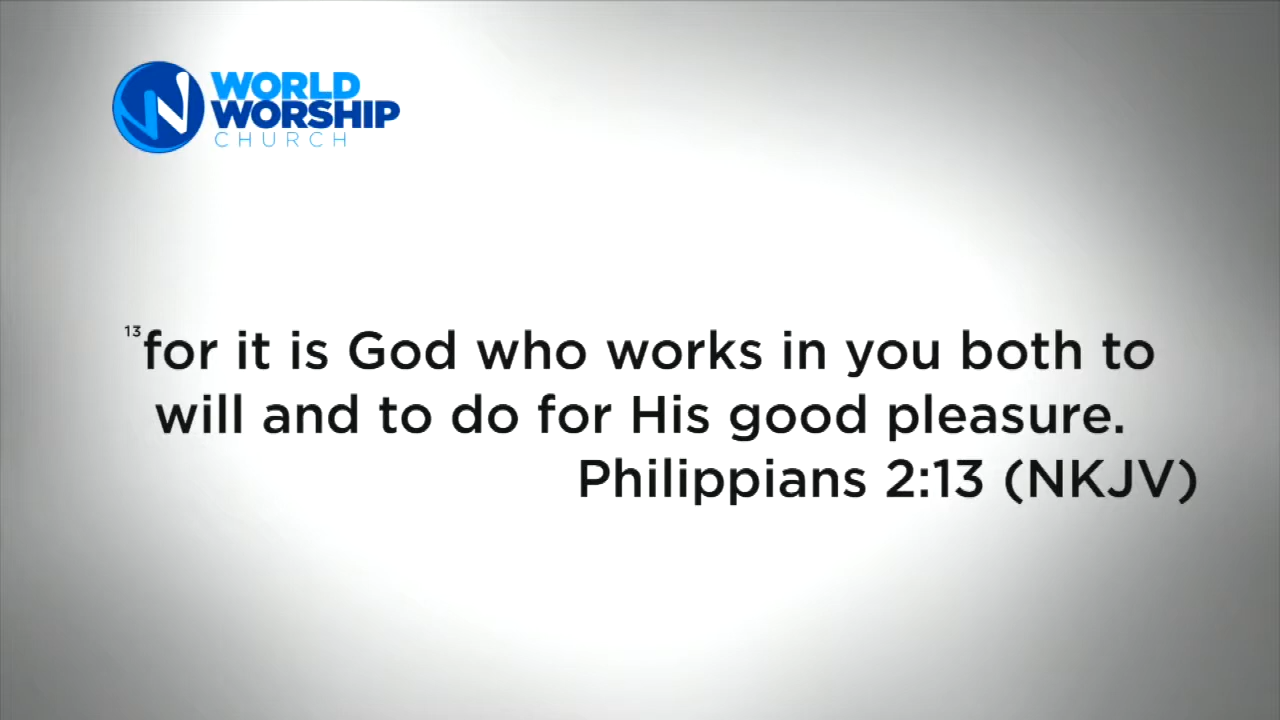 WORLD
WORSHIP
CHURCH
13for it is God who works in you both to
will and to do for His good pleasure.
Philippians 2:13 (NKJV)